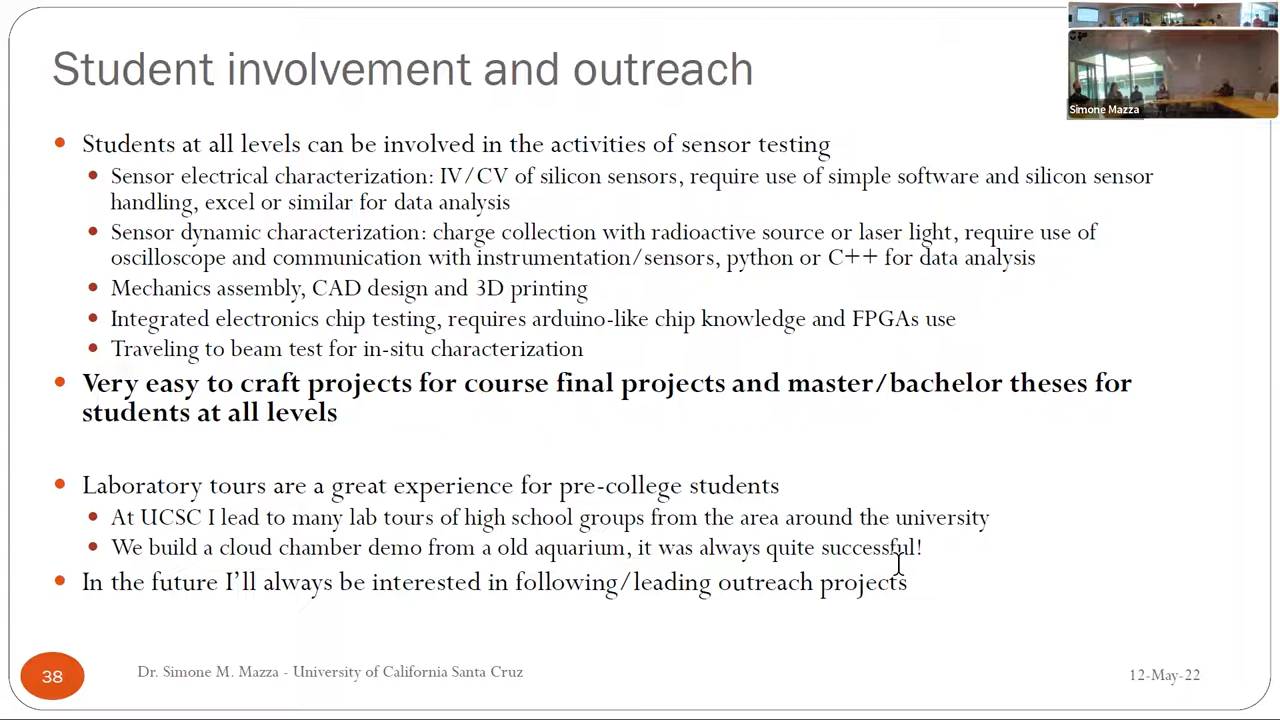 Student involvement and outreach
Simone Mazza
Students at all levels can be involved in the activities of sensor testing
Sensor electrical characterization: IV/CV of silicon sensors, require use of simple software and silicon sensor
handling, excel or similar for data analysis
Sensor dynamic characterization: charge collection with radioactive source or laser light, require use of
oscilloscope and communication with instrumentation/sensors, python or C++ for data analysis
Mechanics assembly, CAD design and 3D printing
Integrated electronics chip testing, requires arduino-like chip knowledge and FPGAs use
Traveling to beam test for in-situ characterization
Very easy to craft projects for course final projects and master/bachelor theses for
students at all levels
Laboratory tours are a great experience for pre-college students
At UCSC I lead to many lab tours of high school groups from the area around the university
We build a cloud chamber demo from a old aquarium, it was always quite successful!
In the future I'll always be interested in following/leading outreach projects
38
Dr. Simone M. Mazza - University of California Santa Cruz
12-May-22